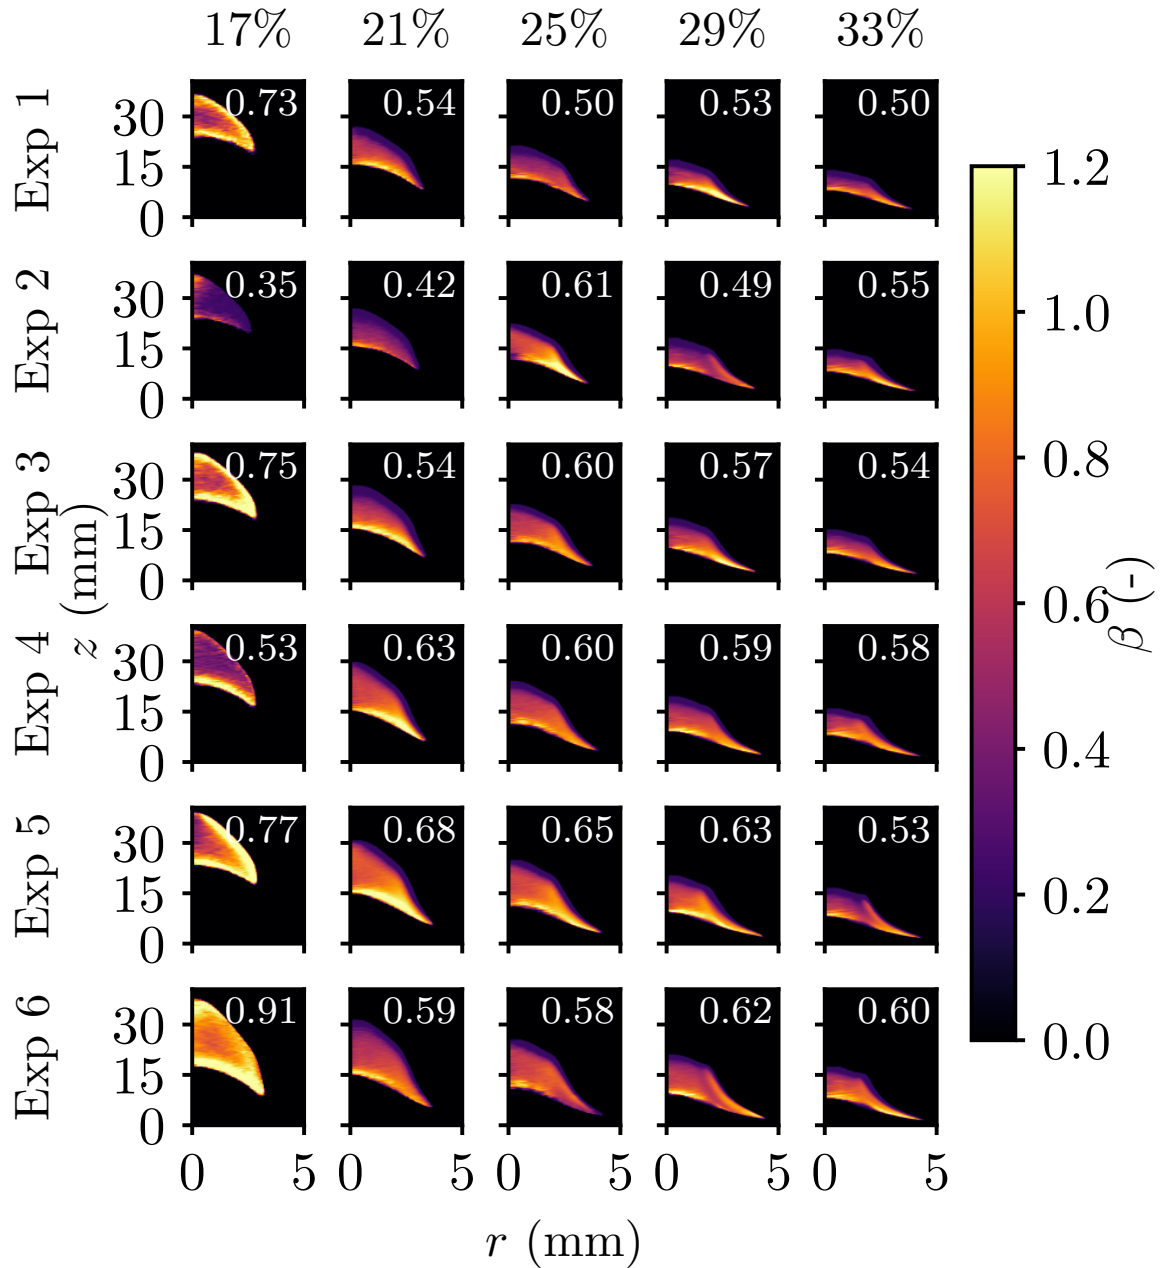 17% 21% 25% 29% 33%
Exp 1
30
15
0
0.73 0.54 0.50 0.53 0.50
Exp 2
30
15
0
0.35 0.42 0.61 0.49 0.55
Exp 3
30
15
0
0.75 0.54 0.60 0.57 0.54
z (mm)
Exp 4
30
15
0
0.53 0.63 0.60 0.59 0.58
Exp 5
30
15
0
0.77 0.68 0.65 0.63 0.53
Exp 6
30
15
0
0.91 0.59 0.58 0.62 0.60
0 5 0 5 0 5 0 5 0 5
r (mm)
1.2
1.0
0.8
0.6
0.4
0.2
0.0
β (-)